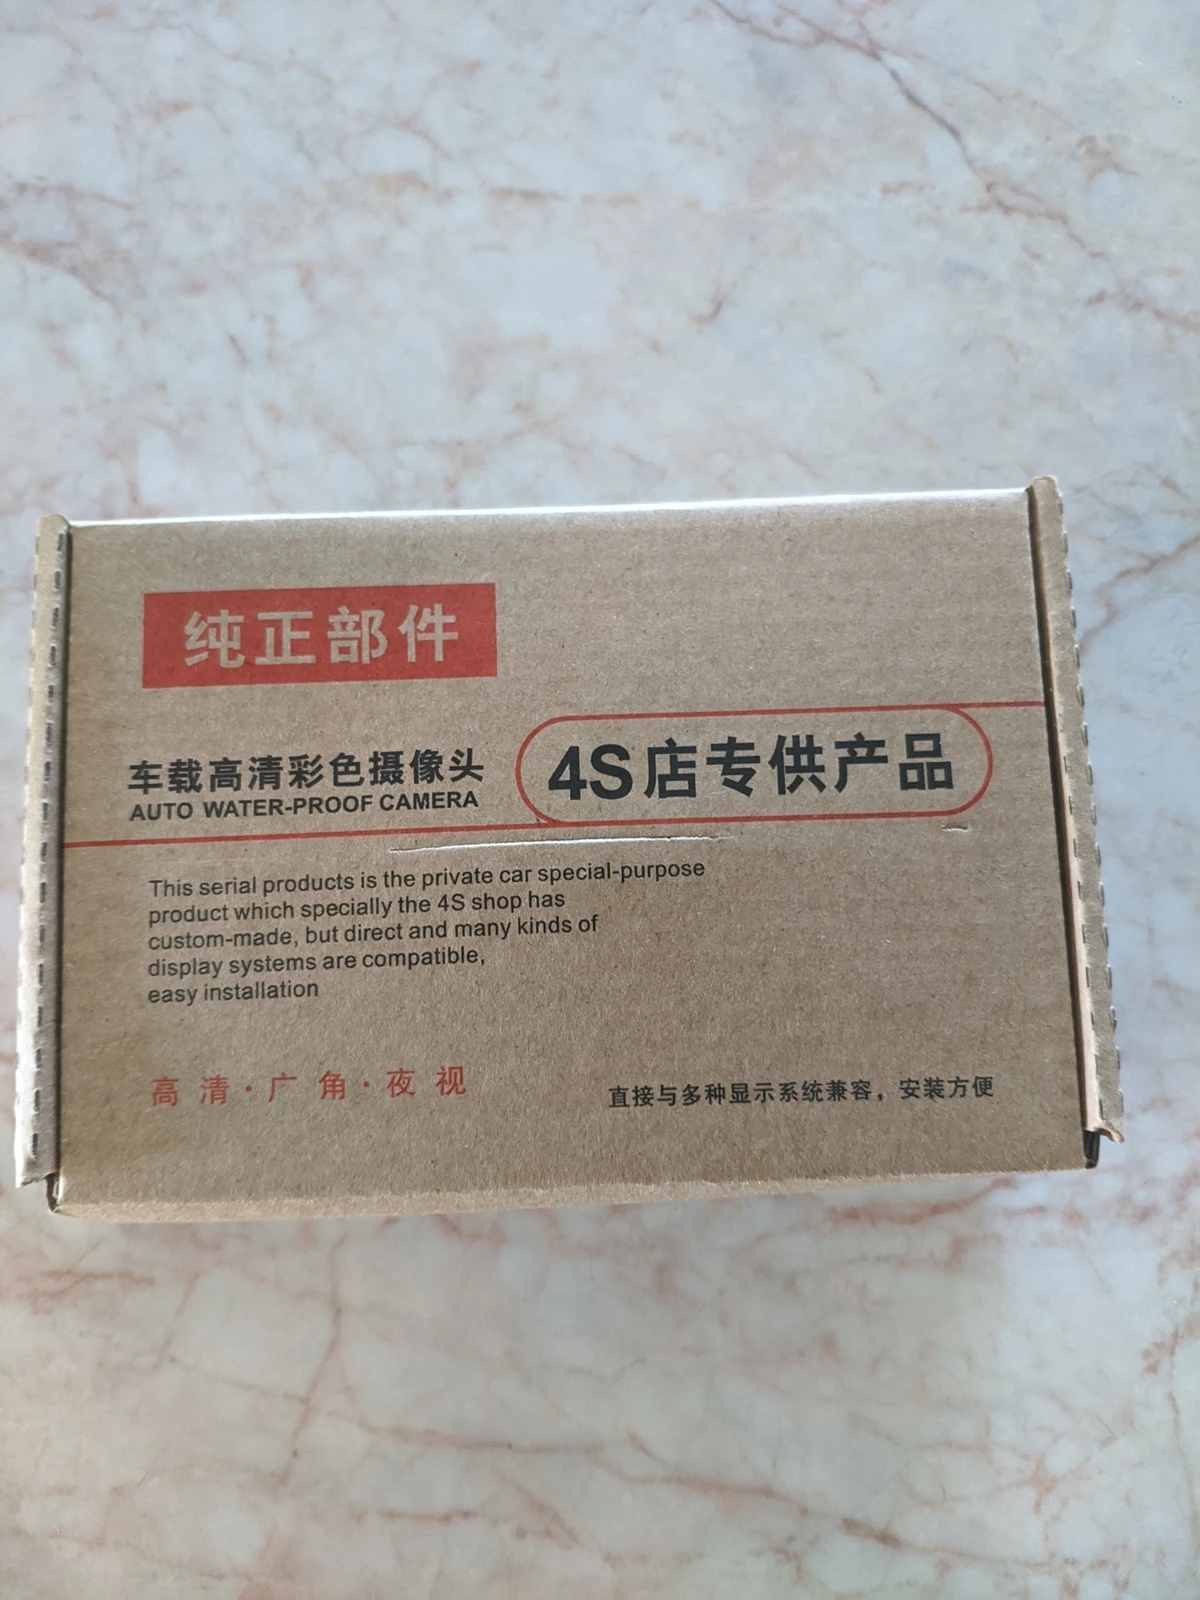 纯正部件
车载高清彩色摄像头
AUTO WATER-PROOF CAMERA
4S店专供产品
This serial products is the private car special-purpose
product which specially the 4S shop has
custom-made, but direct and many kinds of
display systems are compatible,
easy installation
高清·广角·夜视
直接与多种显示系统兼容，安装方便